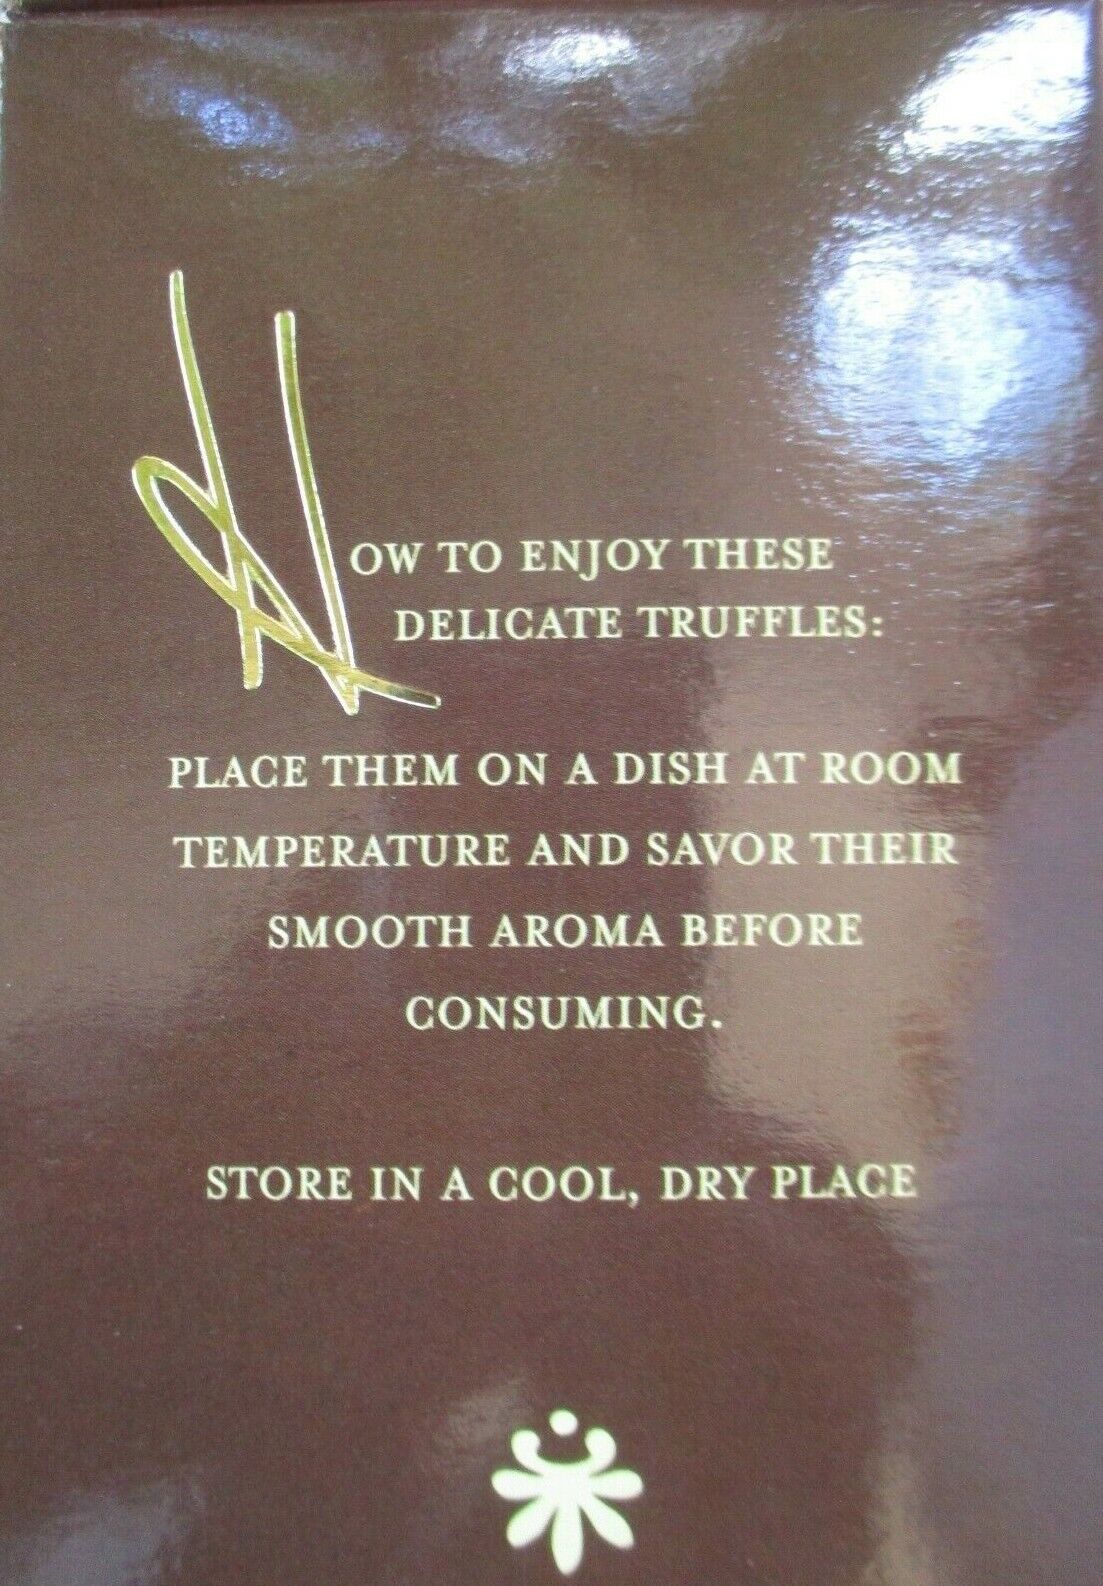 HOW TO ENJOY THESE
DELICATE TRUFFLES:
PLACE THEM ON A DISH AT ROOM
TEMPERATURE AND SAVOR THEIR
SMOOTH AROMA BEFORE
CONSUMING.
STORE IN A COOL, DRY PLACE